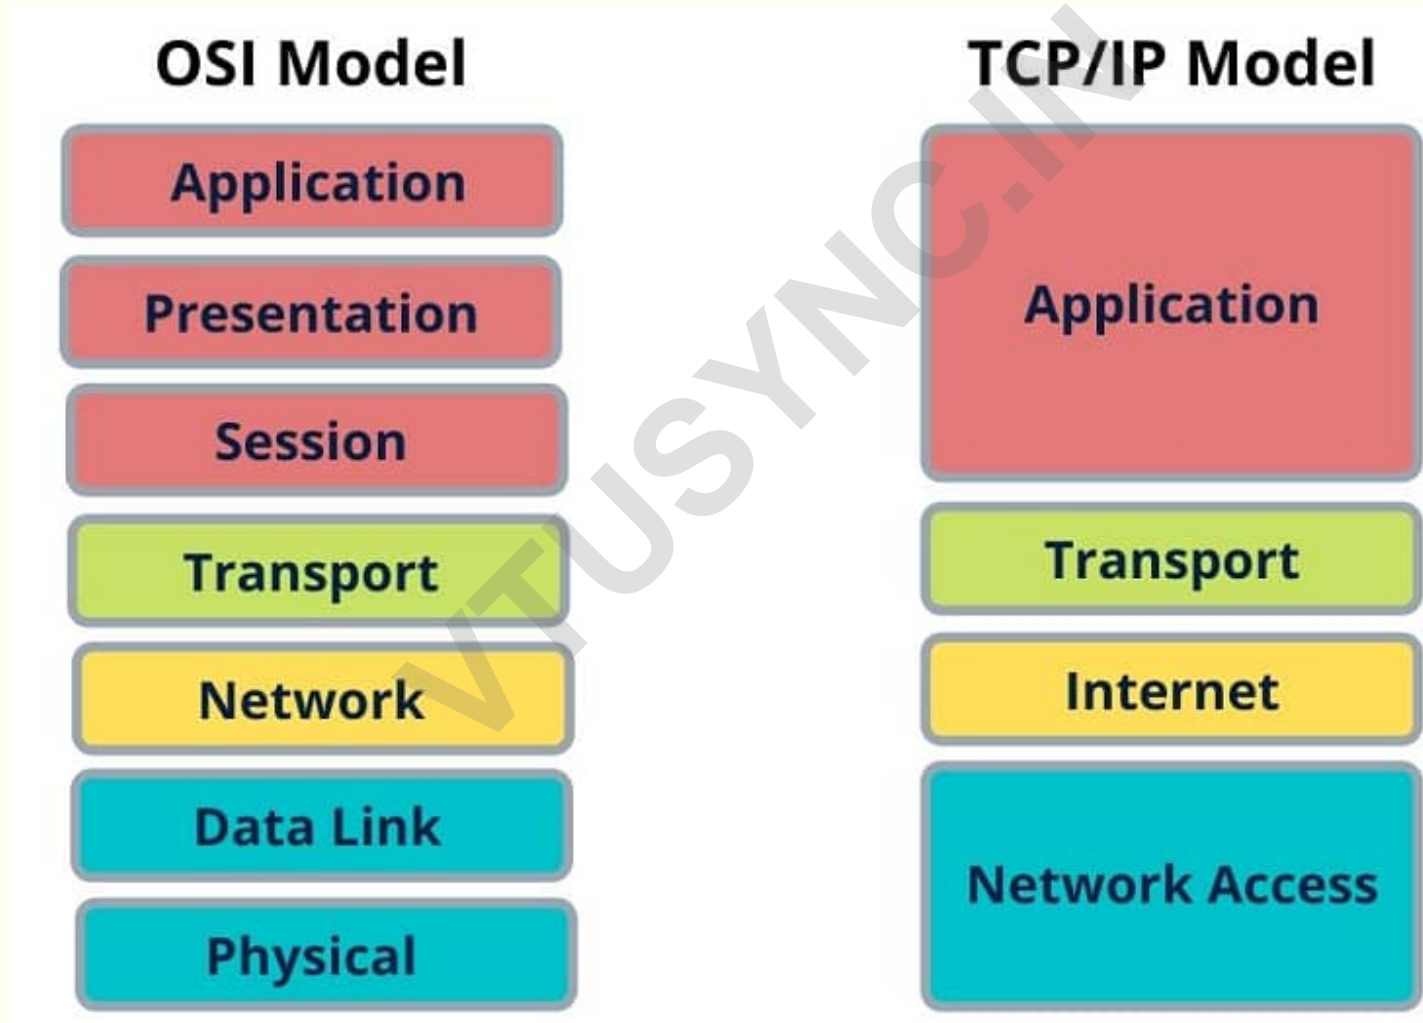 OSI Model
Application
Presentation
Session
Transport
Network
Data Link
Physical
TCP/IP Model
Application
Transport
Internet
Network Access
VTUSYNC.IN